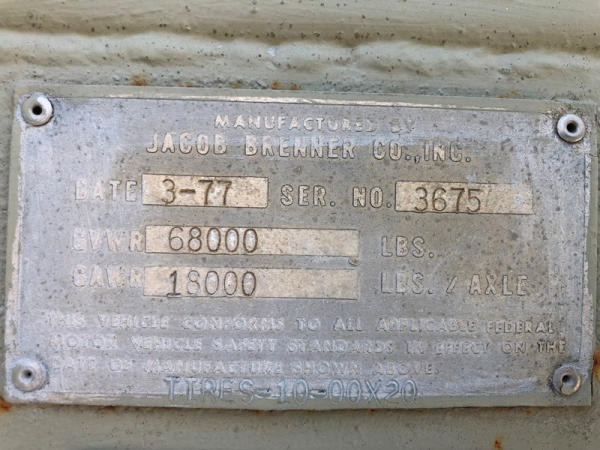 MANUFACTURED BY
JACOB BRENNER CO., INC.
DATE 3-77 SER. NO. 3675
GVWR 68000 LBS.
GAWR 18000 LBS. / AXLE
THIS VEHICLE CONFORMS TO ALL APPLICABLE FEDERAL
MOTOR VEHICLE SAFETY STANDARDS IN EFFECT ON THE
DATE OF MANUFACTURE SHOWN ABOVE.
TIRES-10-00X20